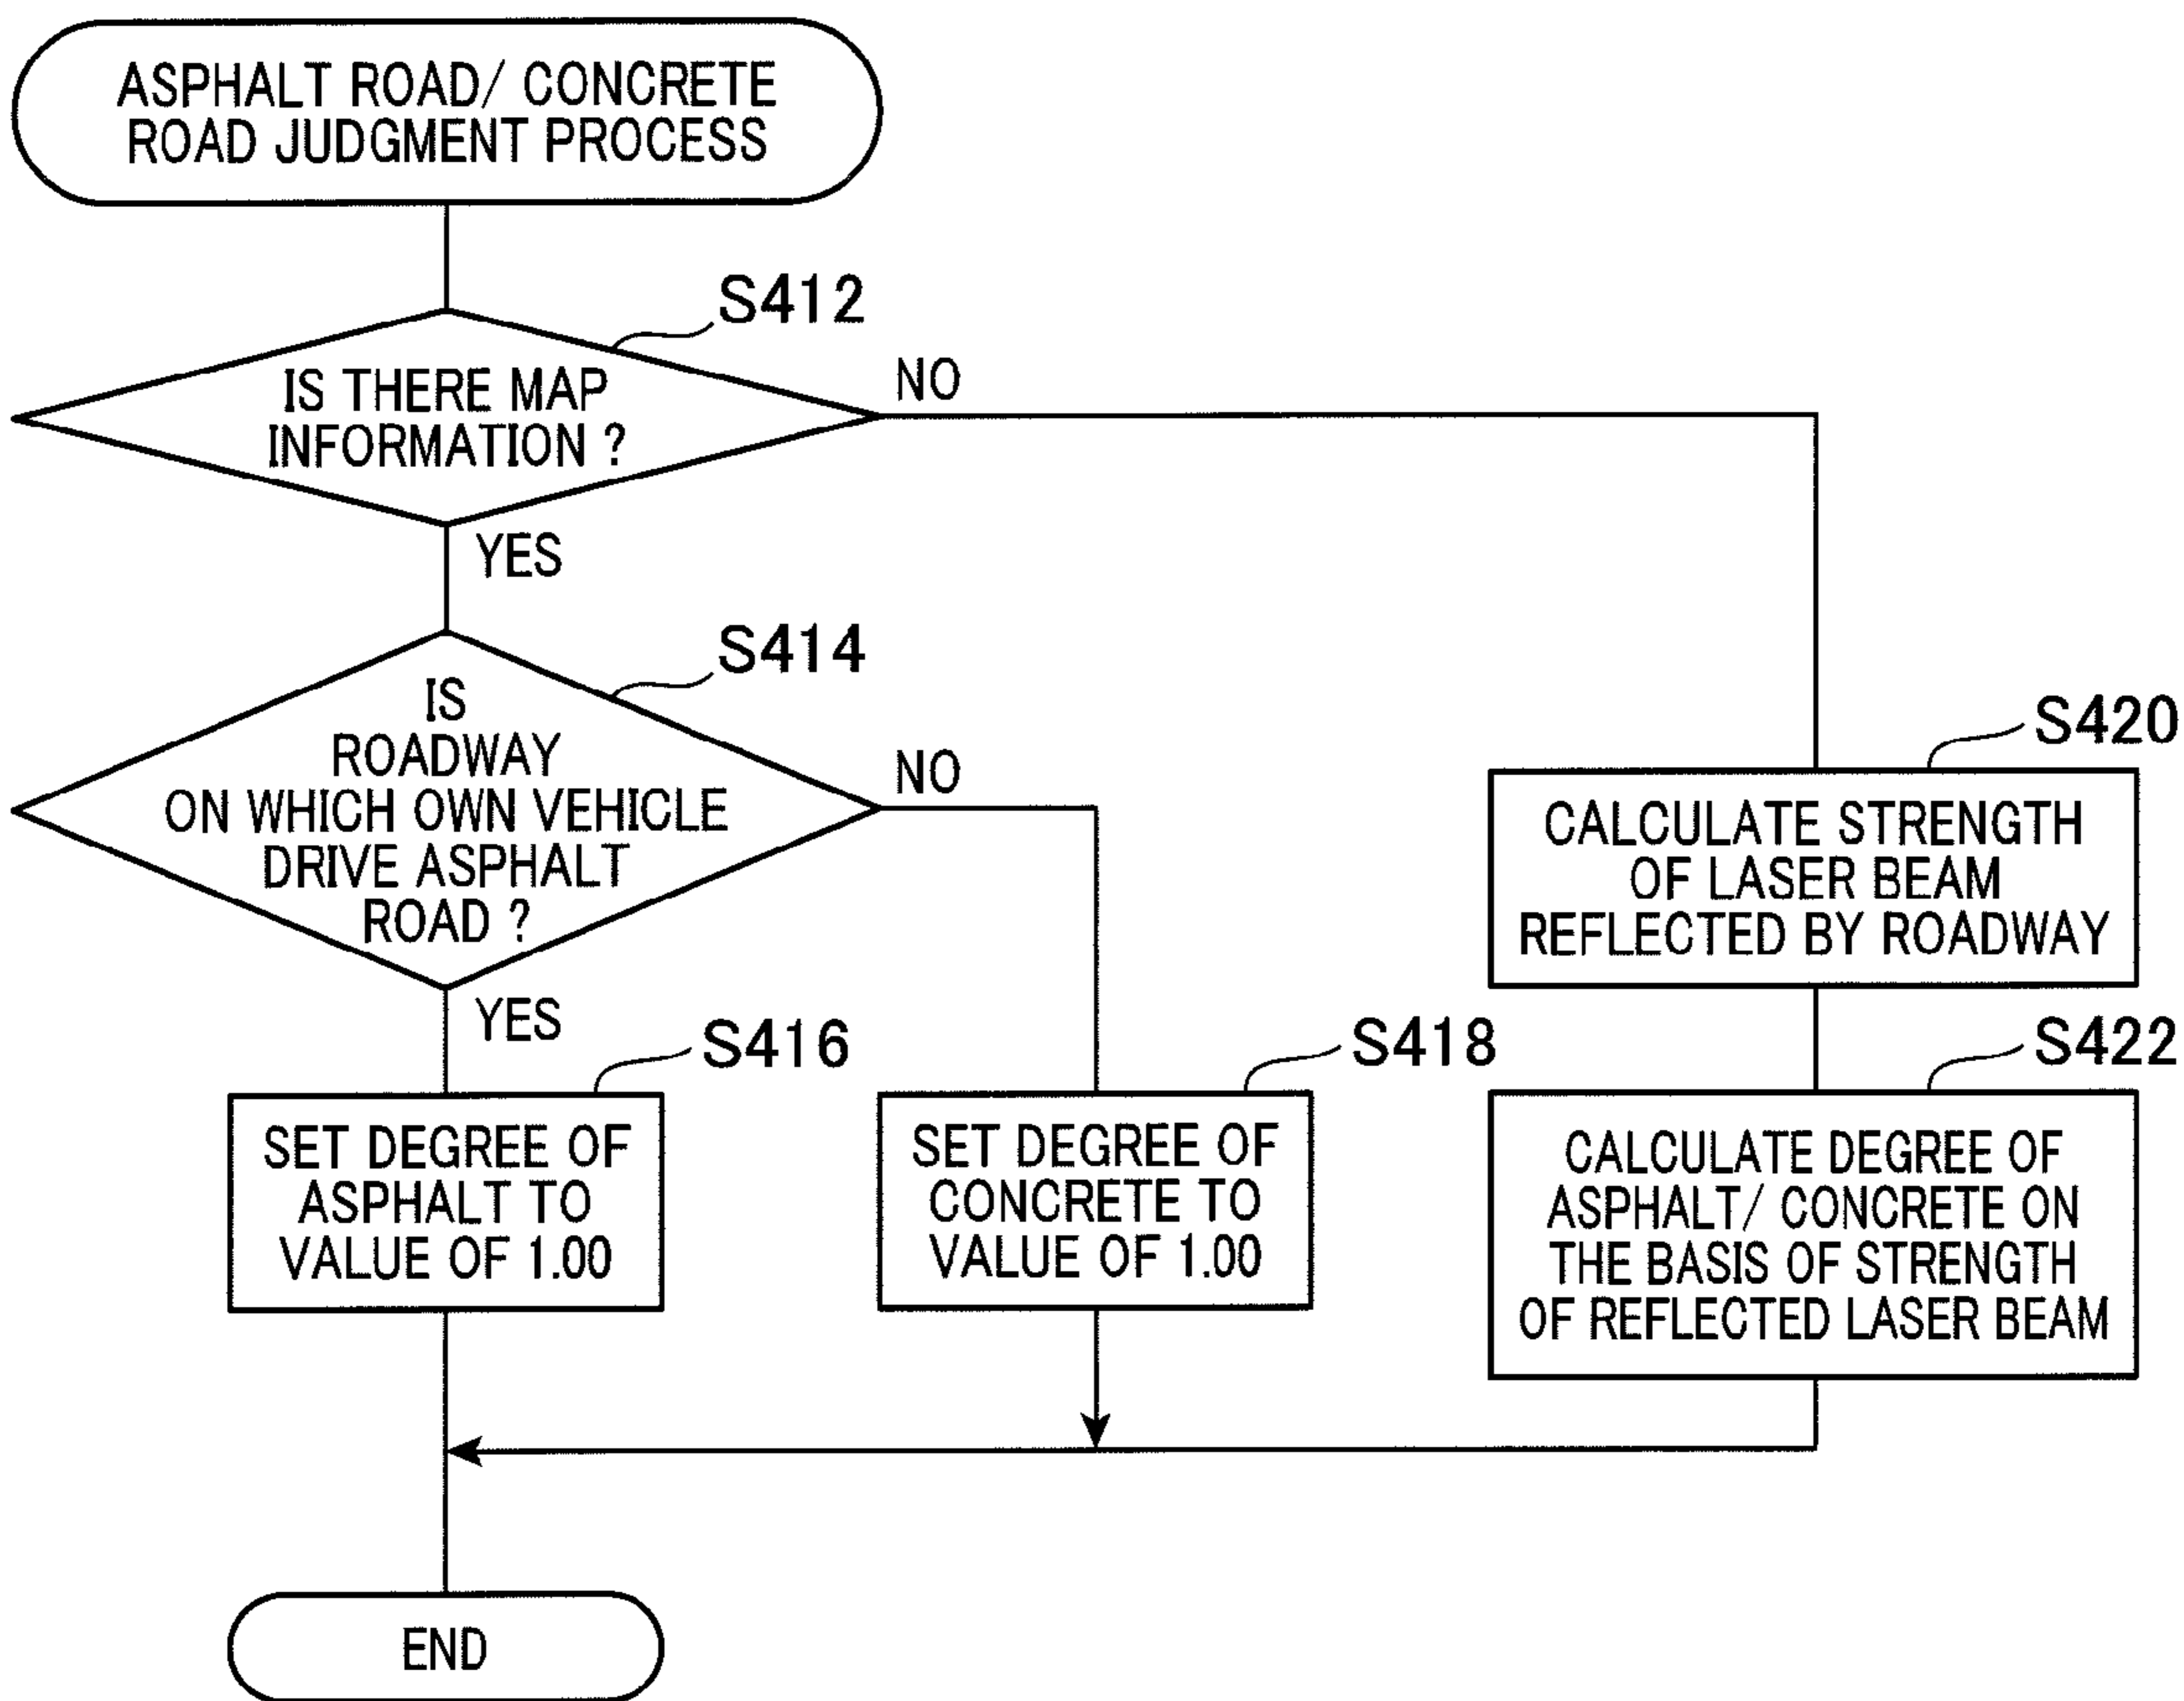 ASPHALT ROAD/ CONCRETE
ROAD JUDGMENT PROCESS
S412
IS THERE MAP
INFORMATION ?
NO
YES
S414
IS
ROADWAY
ON WHICH OWN VEHICLE
DRIVE ASPHALT
ROAD ?
NO
YES
S416
SET DEGREE OF
ASPHALT TO
VALUE OF 1.00
S418
SET DEGREE OF
CONCRETE TO
VALUE OF 1.00
S420
CALCULATE STRENGTH
OF LASER BEAM
REFLECTED BY ROADWAY
S422
CALCULATE DEGREE OF
ASPHALT/ CONCRETE ON
THE BASIS OF STRENGTH
OF REFLECTED LASER BEAM
END